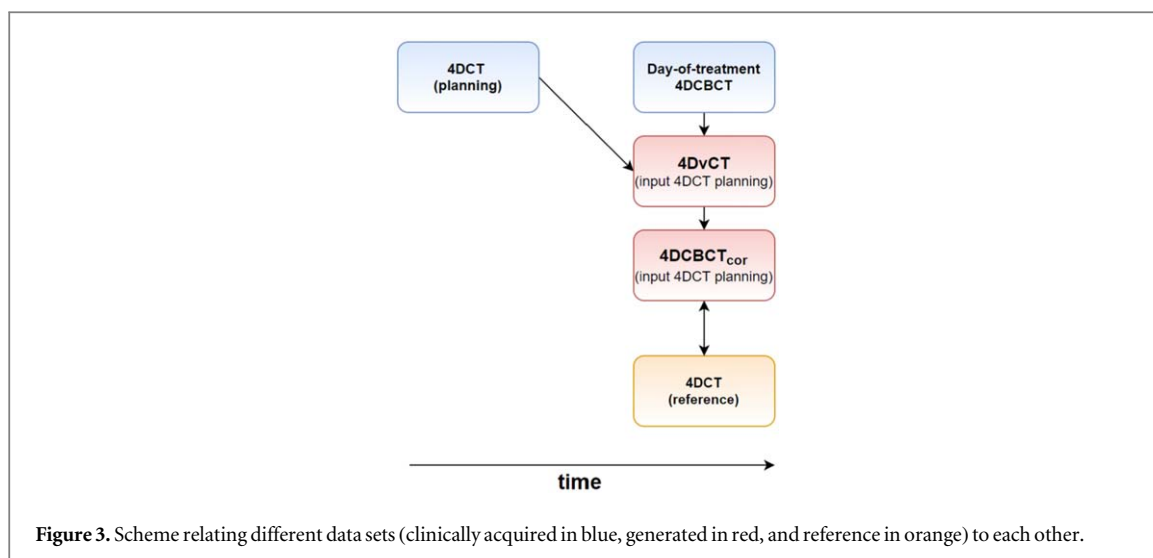 4DCT
(planning)
Day-of-treatment
4DCBCT
4DvCT
(input 4DCT planning)
4DCBCTcor
(input 4DCT planning)
4DCT
(reference)
time
Figure 3. Scheme relating different data sets (clinically acquired in blue, generated in red, and reference in orange) to each other.